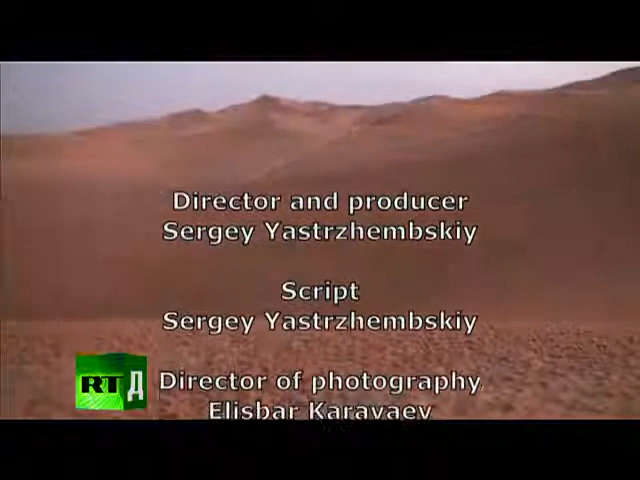 Director and producer
Sergey Yastrzhembskiy
Script
Sergey Yastrzhembskiy
Director of photography
Elisbar Karavaev
RT Д